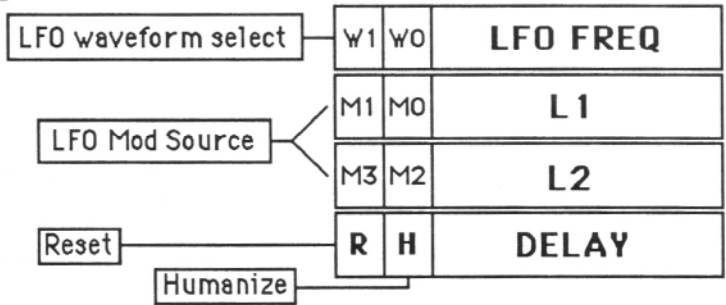 LFO waveform select W1 W0 LFO FREQ
M1 M0 L1
LFO Mod Source
M3 M2 L2
Reset R H DELAY
Humanize